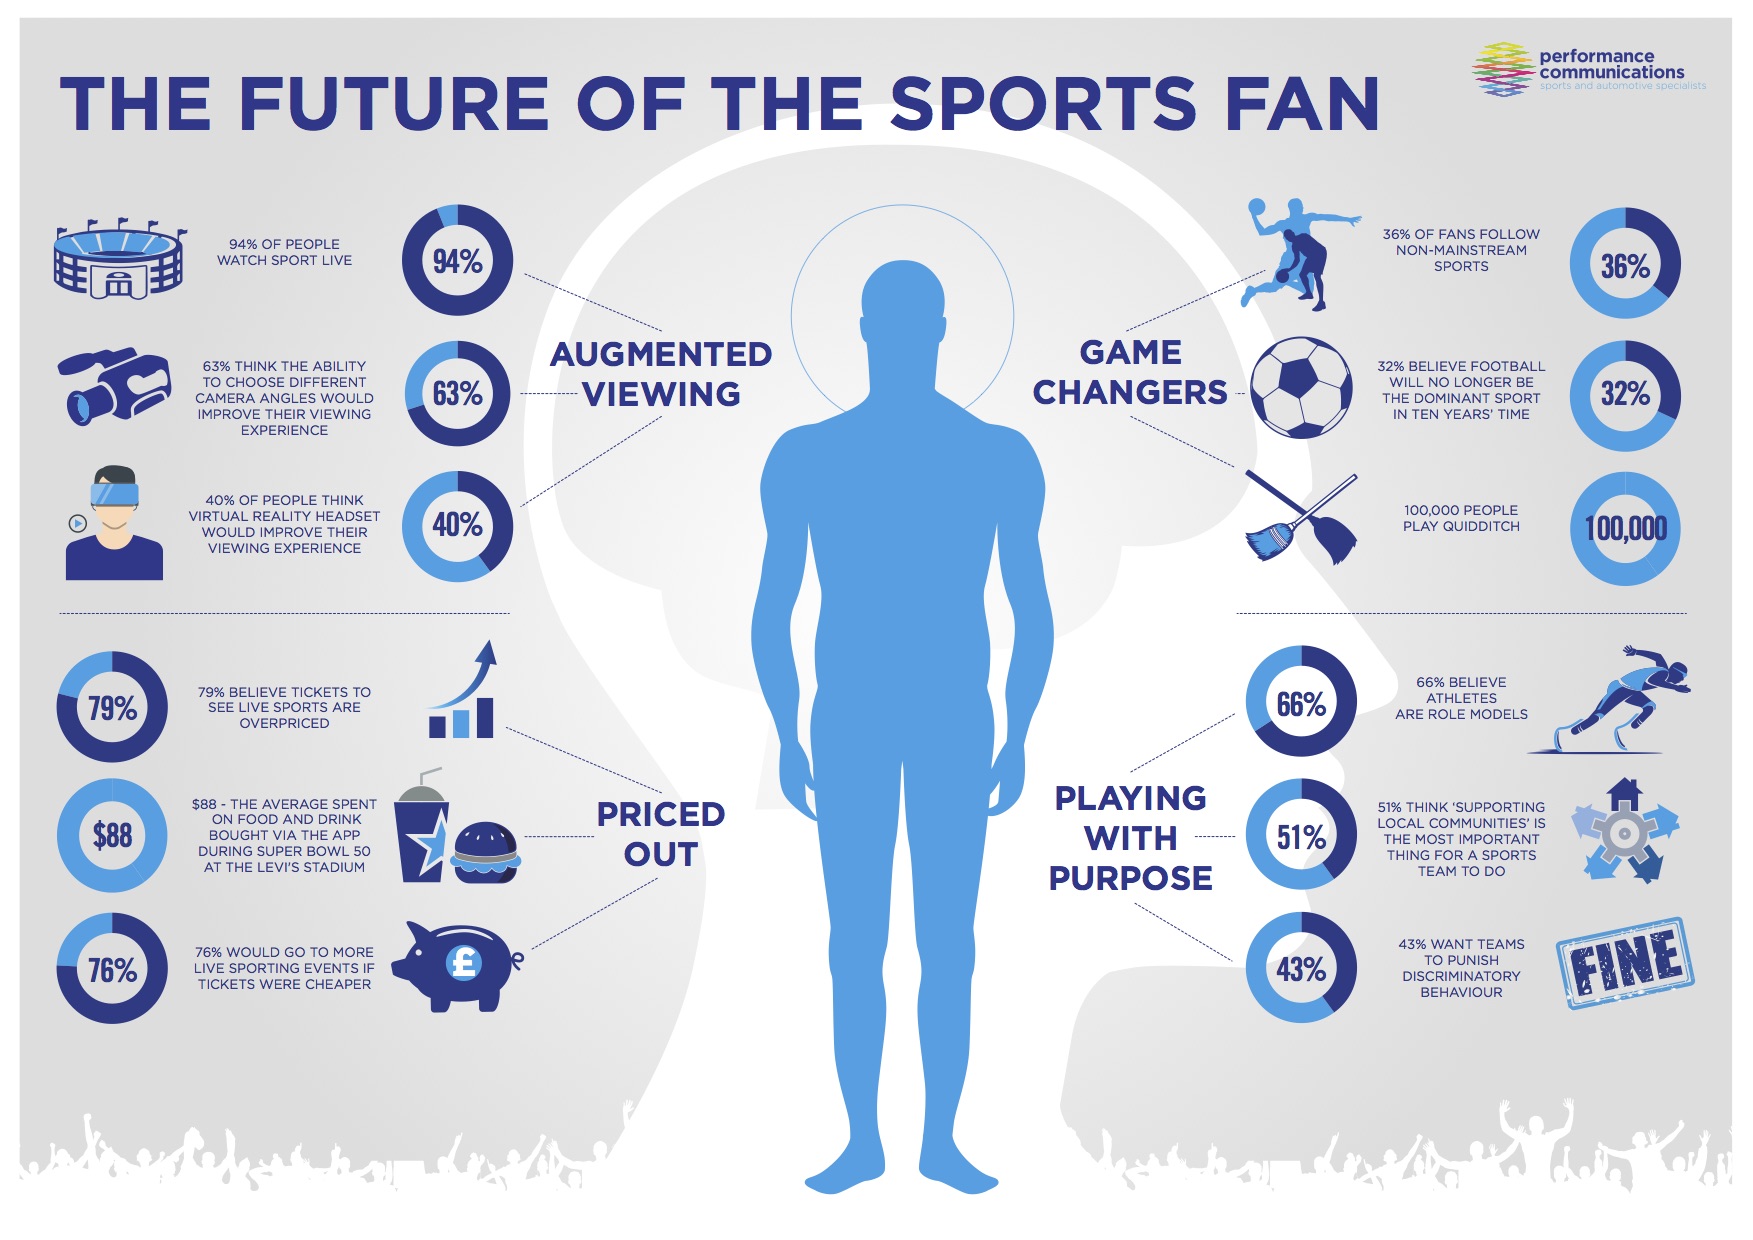 THE FUTURE OF THE SPORTS FAN
performance
communications
sports and automotive specialists
94% OF PEOPLE
WATCH SPORT LIVE
94%
63% THINK THE ABILITY
TO CHOOSE DIFFERENT
CAMERA ANGLES WOULD
IMPROVE THEIR VIEWING
EXPERIENCE
63%
40% OF PEOPLE THINK
VIRTUAL REALITY HEADSET
WOULD IMPROVE THEIR
VIEWING EXPERIENCE
40%
AUGMENTED
VIEWING
GAME
CHANGERS
36% OF FANS FOLLOW
NON-MAINSTREAM
SPORTS
36%
32% BELIEVE FOOTBALL
WILL NO LONGER BE
THE DOMINANT SPORT
IN TEN YEARS' TIME
32%
100,000 PEOPLE
PLAY QUIDDITCH
100,000
79%
79% BELIEVE TICKETS TO
SEE LIVE SPORTS ARE
OVERPRICED
$88
$88 - THE AVERAGE SPENT
ON FOOD AND DRINK
BOUGHT VIA THE APP
DURING SUPER BOWL 50
AT THE LEVI'S STADIUM
76%
76% WOULD GO TO MORE
LIVE SPORTING EVENTS IF
TICKETS WERE CHEAPER
£
PRICED
OUT
PLAYING
WITH
PURPOSE
66%
66% BELIEVE
ATHLETES
ARE ROLE MODELS
51%
51% THINK 'SUPPORTING
LOCAL COMMUNITIES' IS
THE MOST IMPORTANT
THING FOR A SPORTS
TEAM TO DO
43%
43% WANT TEAMS
TO PUNISH
DISCRIMINATORY
BEHAVIOUR
FINE